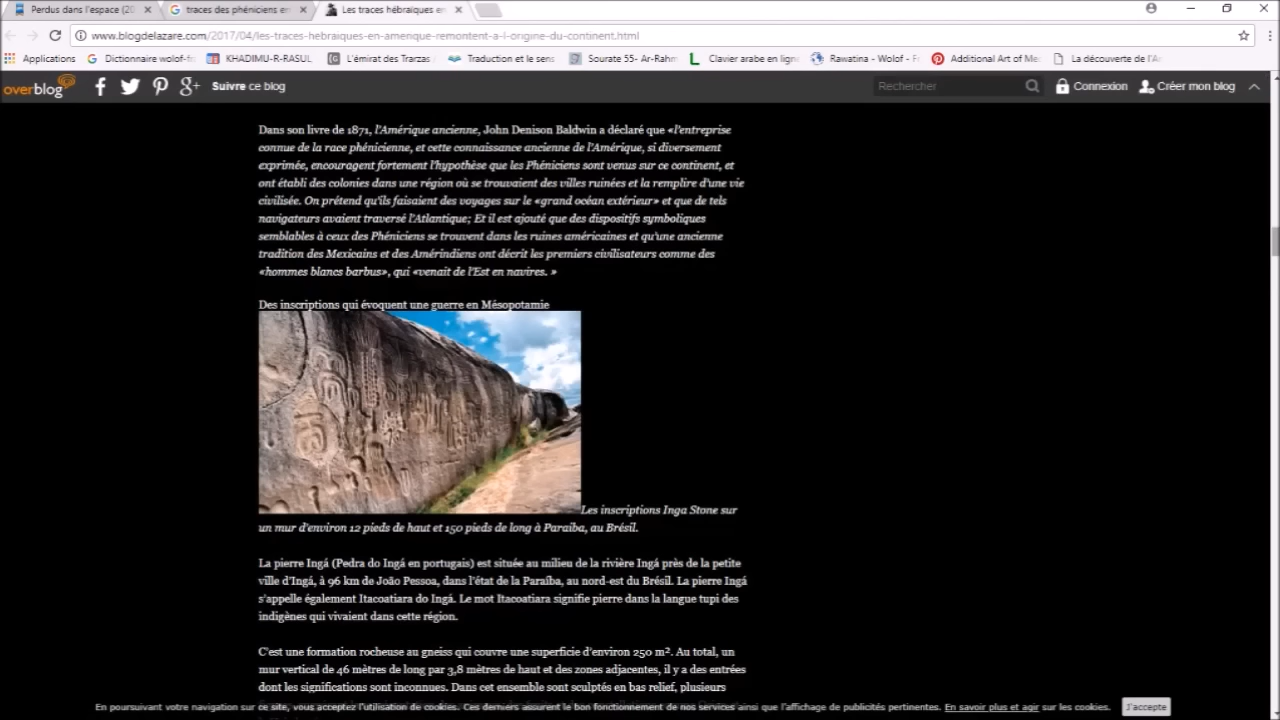 Perdus dans l'espace (20
traces des phéniciens en
Les traces hébraïques en
www.blogdelazare.com/2017/04/les-traces-hebraiques-en-amerique-remontent-a-l-origine-du-continent.html
Applications
Dictionnaire wolof-fr
KHADIMU-R-RASUL
L'émirat des Trarzas
Traduction et le sens
Sourate 55- Ar-Rahm
Clavier arabe en ligne
Rawatina - Wolof - Fr
Additional Art of Mec
La découverte de l'A
overblog
Suivre ce blog
Rechercher
Connexion
Créer mon blog
Dans son livre de 1871, l'Amérique ancienne, John Denison Baldwin a déclaré que «l'entreprise
connue de la race phénicienne, et cette connaissance ancienne de l'Amérique, si diversement
exprimée, encouragent fortement l'hypothèse que les Phéniciens sont venus sur ce continent, et
ont établi des colonies dans une région où se trouvaient des villes ruinées et la remplire d'une vie
civilisée. On prétend qu'ils faisaient des voyages sur le «grand océan extérieur» et que de tels
navigateurs avaient traversé l'Atlantique; Et il est ajouté que des dispositifs symboliques
semblables à ceux des Phéniciens se trouvent dans les ruines américaines et qu'une ancienne
tradition des Mexicains et des Amérindiens ont décrit les premiers civilisateurs comme des
«hommes blancs barbus», qui «venait de l'Est en navires. »
Des inscriptions qui évoquent une guerre en Mésopotamie
Les inscriptions Inga Stone sur
un mur d'environ 12 pieds de haut et 150 pieds de long à Paraiba, au Brésil.
La pierre Ingá (Pedra do Ingá en portugais) est située au milieu de la rivière Ingá près de la petite
ville d'Ingá, à 96 km de João Pessoa, dans l'état de la Paraíba, au nord-est du Brésil. La pierre Ingá
s'appelle également Itacoatiara do Ingá. Le mot Itacoatiara signifie pierre dans la langue tupi des
indigènes qui vivaient dans cette région.
C'est une formation rocheuse au gneiss qui couvre une superficie d'environ 250 m². Au total, un
mur vertical de 46 mètres de long par 3,8 mètres de haut et des zones adjacentes, il y a des entrées
dont les significations sont inconnues. Dans cet ensemble sont sculptés en bas relief, plusieurs
En poursuivant votre navigation sur ce site, vous acceptez l'utilisation de cookies. Ces derniers assurent le bon fonctionnement de nos services ainsi que l'affichage de publicités pertinentes. En savoir plus et agir sur les cookies.
J'accepte